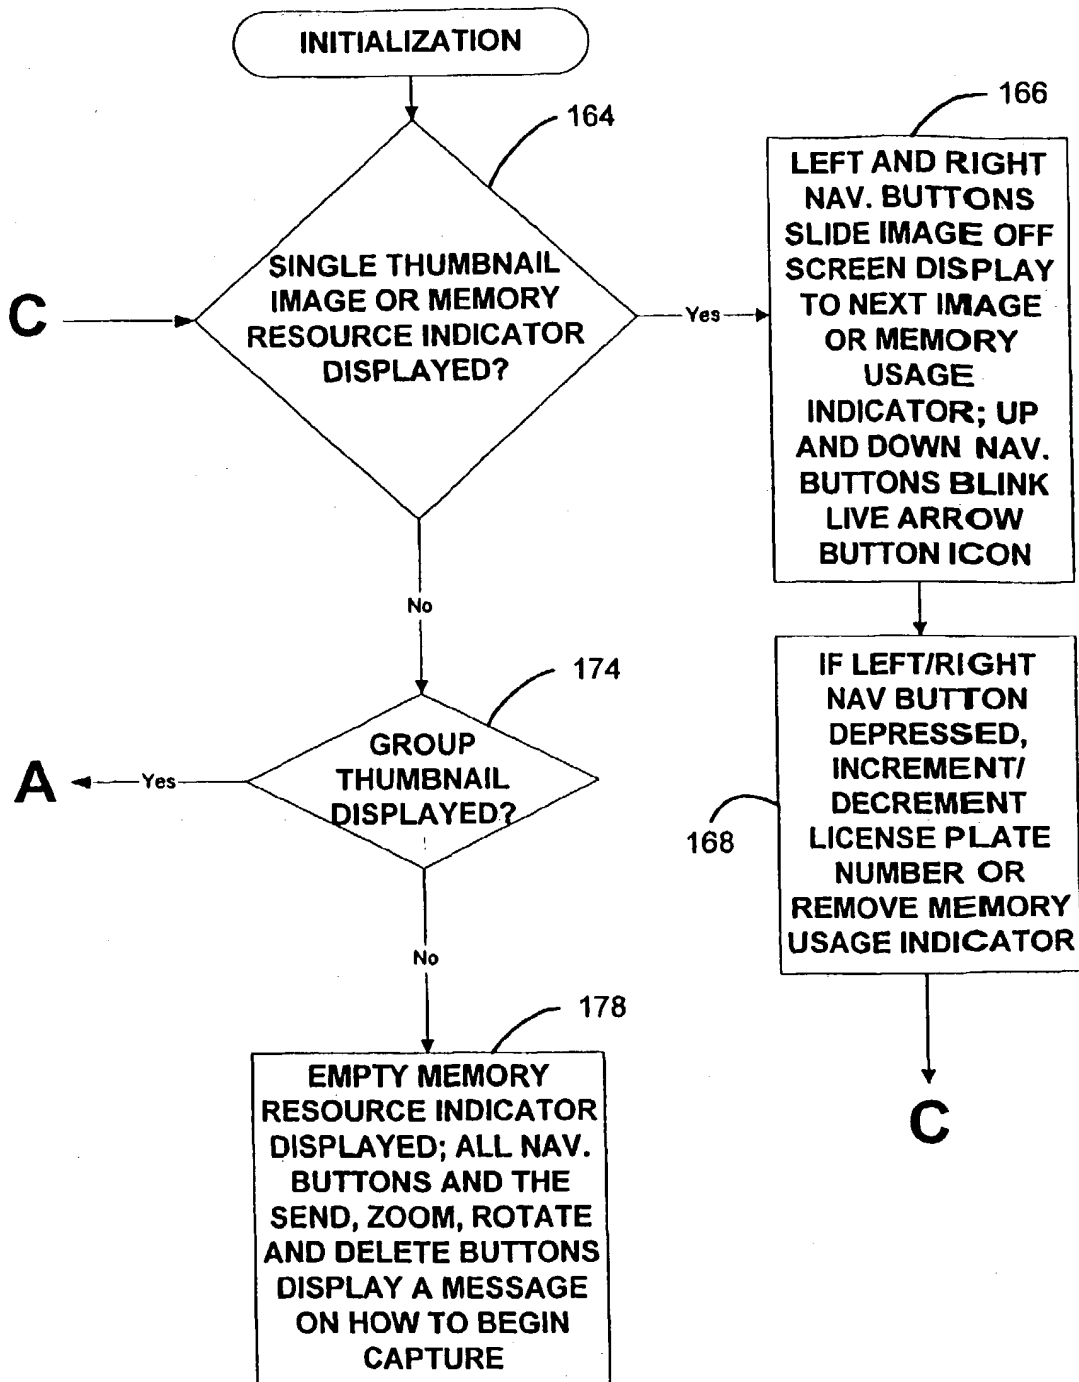 INITIALIZATION
164
SINGLE THUMBNAIL
IMAGE OR MEMORY
RESOURCE INDICATOR
DISPLAYED?
C
Yes
166
LEFT AND RIGHT
NAV. BUTTONS
SLIDE IMAGE OFF
SCREEN DISPLAY
TO NEXT IMAGE
OR MEMORY
USAGE
INDICATOR; UP
AND DOWN NAV.
BUTTONS BLINK
LIVE ARROW
BUTTON ICON
No
174
GROUP
THUMBNAIL
DISPLAYED?
Yes
A
168
IF LEFT/RIGHT
NAV BUTTON
DEPRESSED,
INCREMENT/
DECREMENT
LICENSE PLATE
NUMBER OR
REMOVE MEMORY
USAGE INDICATOR
C
No
178
EMPTY MEMORY
RESOURCE INDICATOR
DISPLAYED; ALL NAV.
BUTTONS AND THE
SEND, ZOOM, ROTATE
AND DELETE BUTTONS
DISPLAY A MESSAGE
ON HOW TO BEGIN
CAPTURE